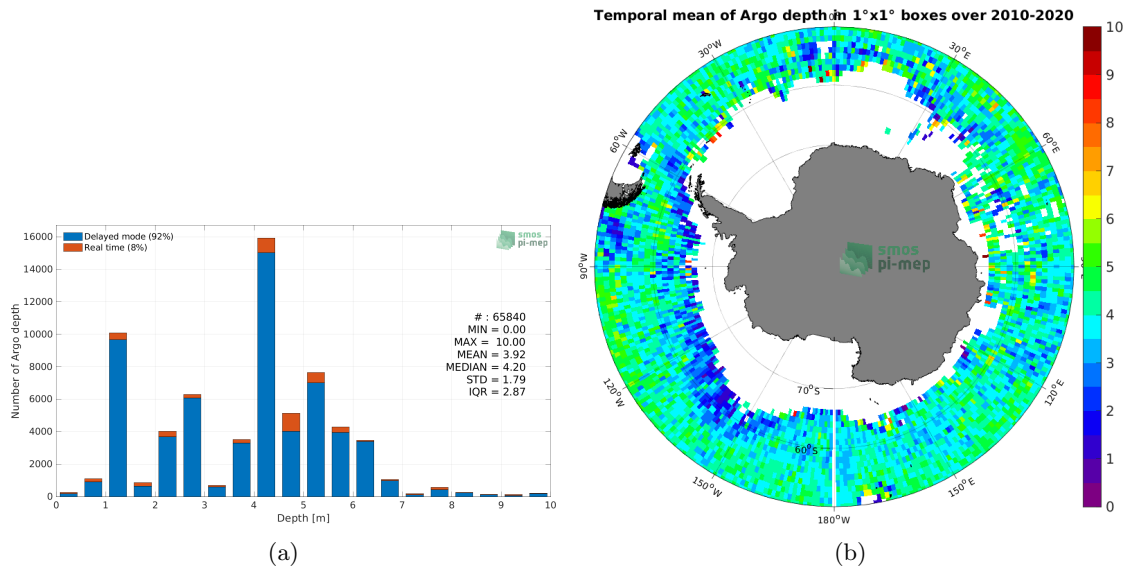 16000
14000
12000
10000
8000
6000
4000
2000
0
Number of Argo depth
Delayed mode (92%)
Real time (8%)
smos
pi-mep
# : 65840
MIN = 0.00
MAX = 10.00
MEAN = 3.92
MEDIAN = 4.20
STD = 1.79
IQR = 2.87
0 1 2 3 4 5 6 7 8 9 10
Depth [m]
(a)
Temporal mean of Argo depth in 1°x1° boxes over 2010-2020
30°W
30°E
60°W
60°E
90°W
smos
pi-mep
120°W
120°E
70°S
60°S
150°W
150°E
180°W
10
9
8
7
6
5
4
3
2
1
0
(b)